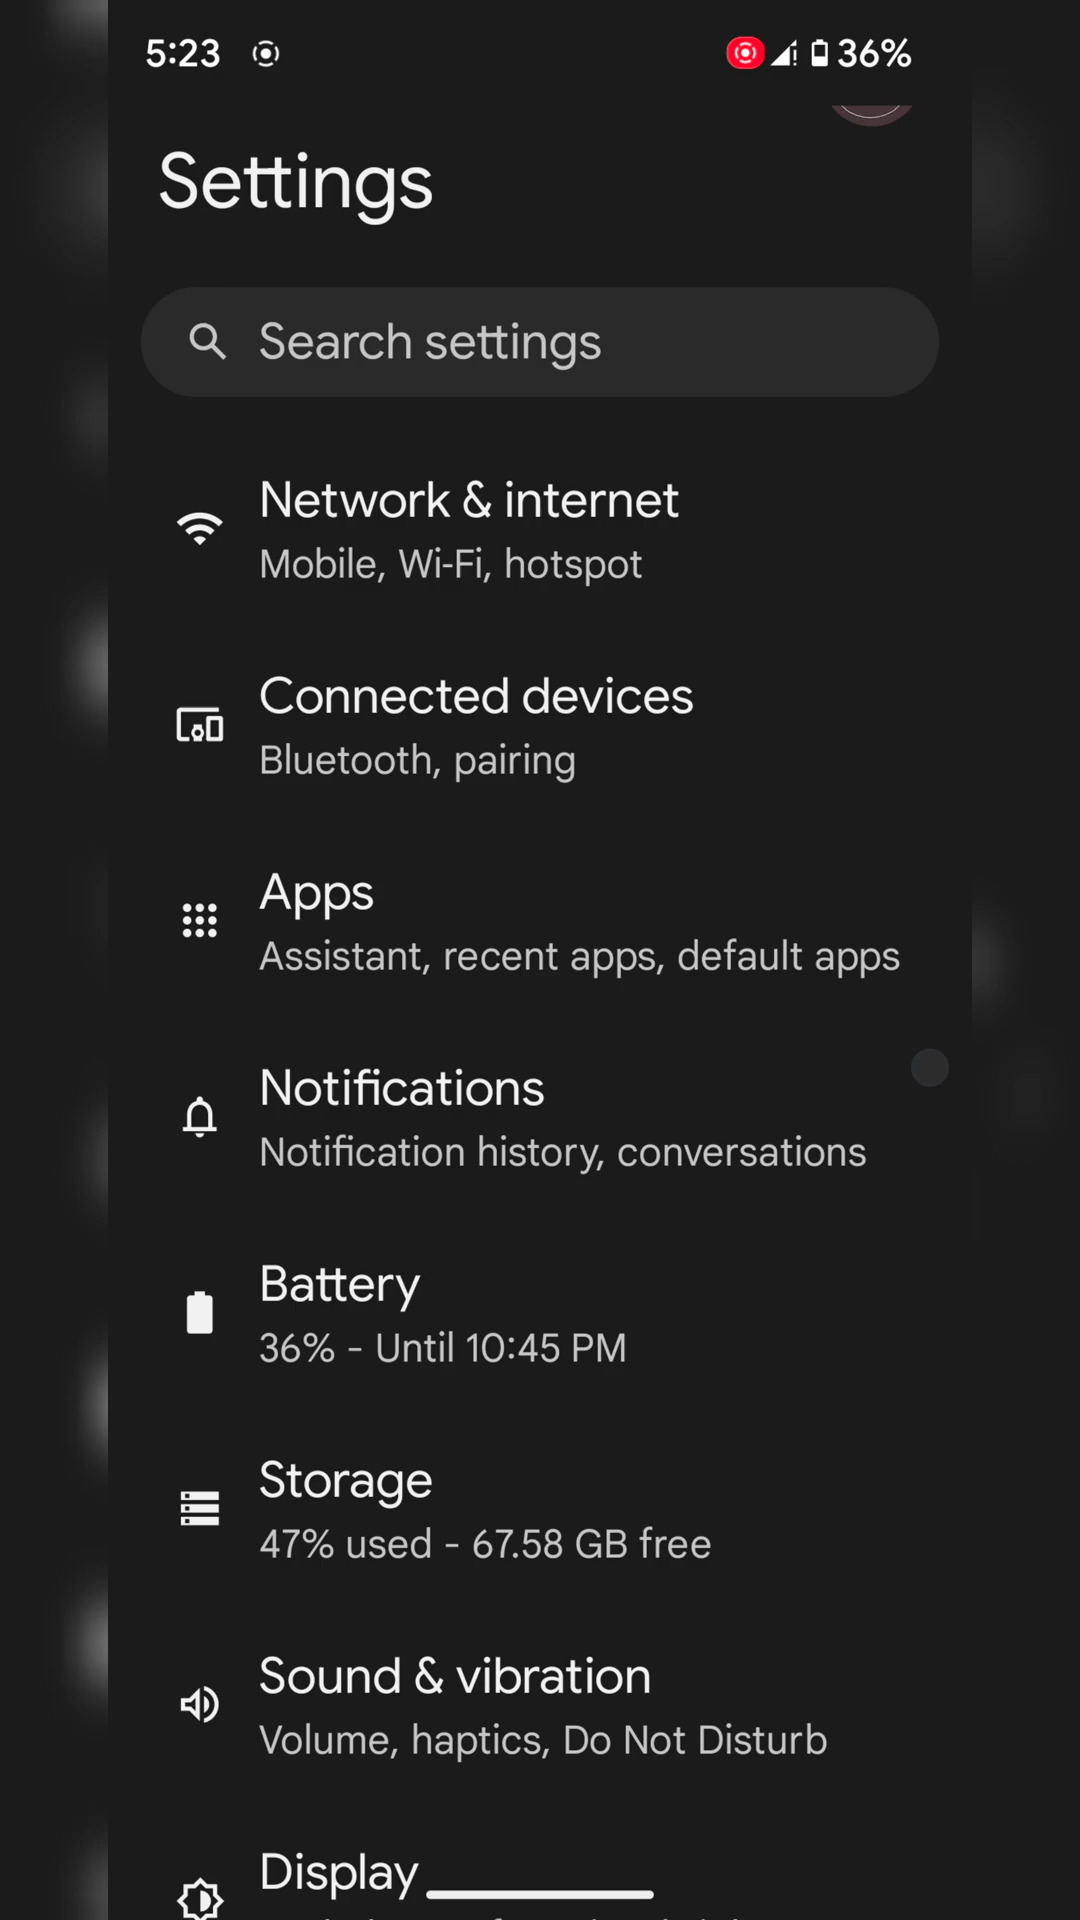 5:23
36%
Settings
Search settings
Network & internet
Mobile, Wi-Fi, hotspot
Connected devices
Bluetooth, pairing
Apps
Assistant, recent apps, default apps
Notifications
Notification history, conversations
Battery
36% - Until 10:45 PM
Storage
47% used - 67.58 GB free
Sound & vibration
Volume, haptics, Do Not Disturb
Display